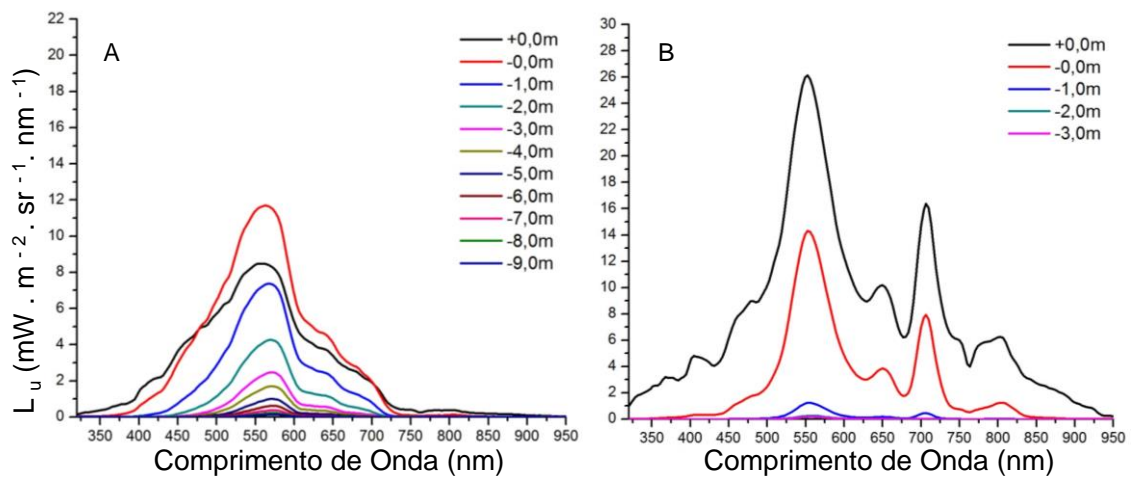 A
22
20
18
16
14
12
10
8
6
4
2
0
+0,0m
-0,0m
-1,0m
-2,0m
-3,0m
-4,0m
-5,0m
-6,0m
-7,0m
-8,0m
-9,0m
350 400 450 500 550 600 650 700 750 800 850 900 950
Comprimento de Onda (nm)
L u (mW . m - 2 . sr - 1 . nm - 1)
B
30
28
26
24
22
20
18
16
14
12
10
8
6
4
2
0
+0,0m
-0,0m
-1,0m
-2,0m
-3,0m
350 400 450 500 550 600 650 700 750 800 850 900 950
Comprimento de Onda (nm)